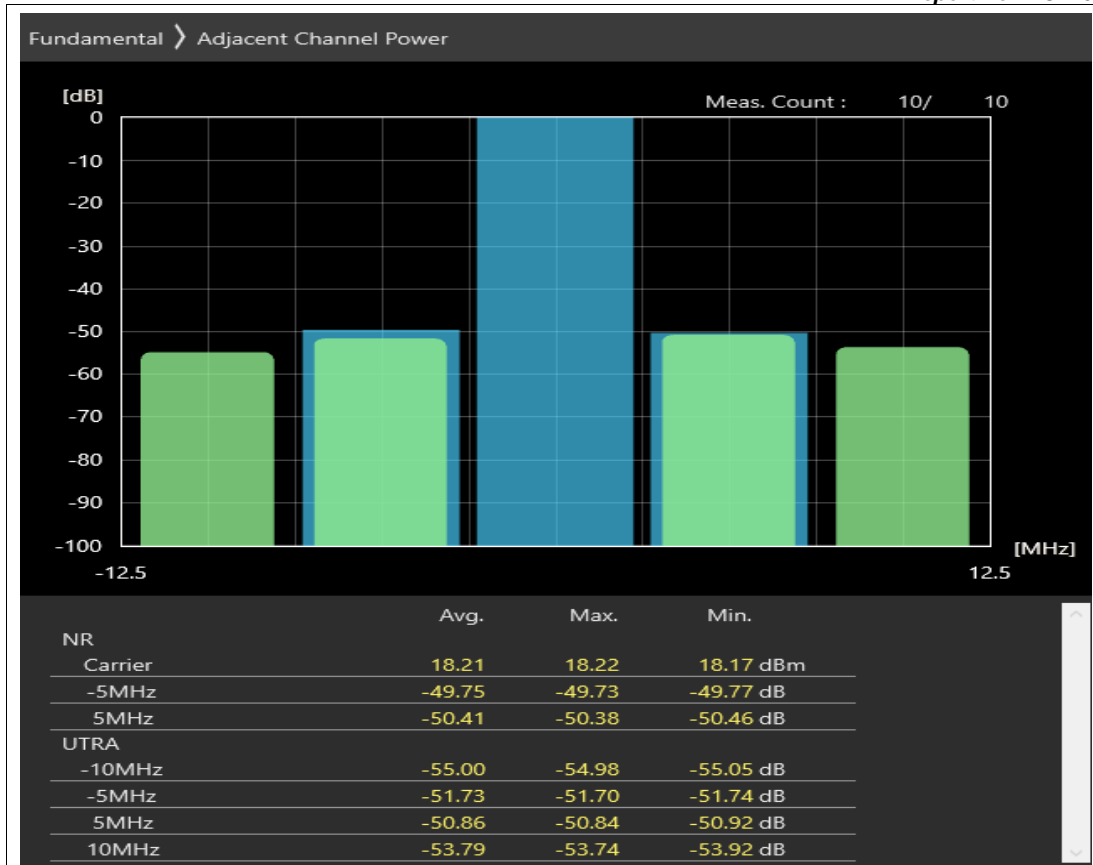 Fundamental ❭ Adjacent Channel Power
[dB]
Meas. Count : 10/ 10
0
-10
-20
-30
-40
-50
-60
-70
-80
-90
-100
[MHz]
-12.5 12.5
Avg. Max. Min.
NR
Carrier 18.21 18.22 18.17 dBm
-5MHz -49.75 -49.73 -49.77 dB
5MHz -50.41 -50.38 -50.46 dB
UTRA
-10MHz -55.00 -54.98 -55.05 dB
-5MHz -51.73 -51.70 -51.74 dB
5MHz -50.86 -50.84 -50.92 dB
10MHz -53.79 -53.74 -53.92 dB